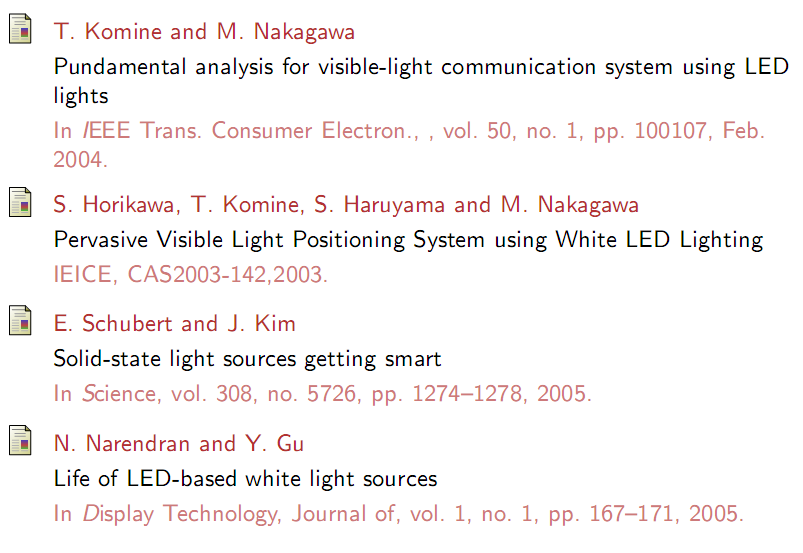 T. Komine and M. Nakagawa
Pundamental analysis for visible-light communication system using LED
lights
In IEEE Trans. Consumer Electron., , vol. 50, no. 1, pp. 100107, Feb.
2004.
S. Horikawa, T. Komine, S. Haruyama and M. Nakagawa
Pervasive Visible Light Positioning System using White LED Lighting
IEICE, CAS2003-142,2003.
E. Schubert and J. Kim
Solid-state light sources getting smart
In Science, vol. 308, no. 5726, pp. 1274–1278, 2005.
N. Narendran and Y. Gu
Life of LED-based white light sources
In Display Technology, Journal of, vol. 1, no. 1, pp. 167–171, 2005.